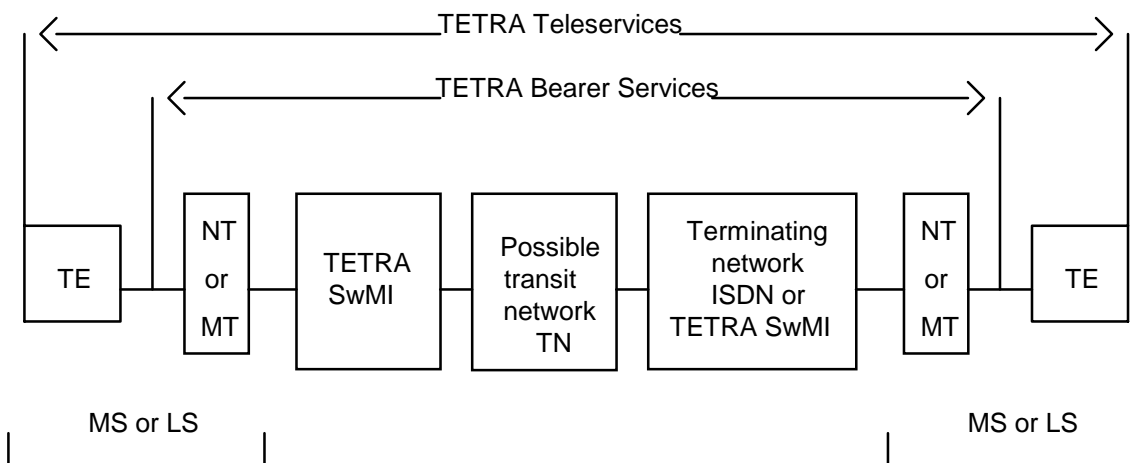 TETRA Teleservices
TETRA Bearer Services
TE
NT
or
MT
TETRA
SwMI
Possible
transit
network
TN
Terminating
network
ISDN or
TETRA SwMI
NT
or
MT
TE
MS or LS
MS or LS